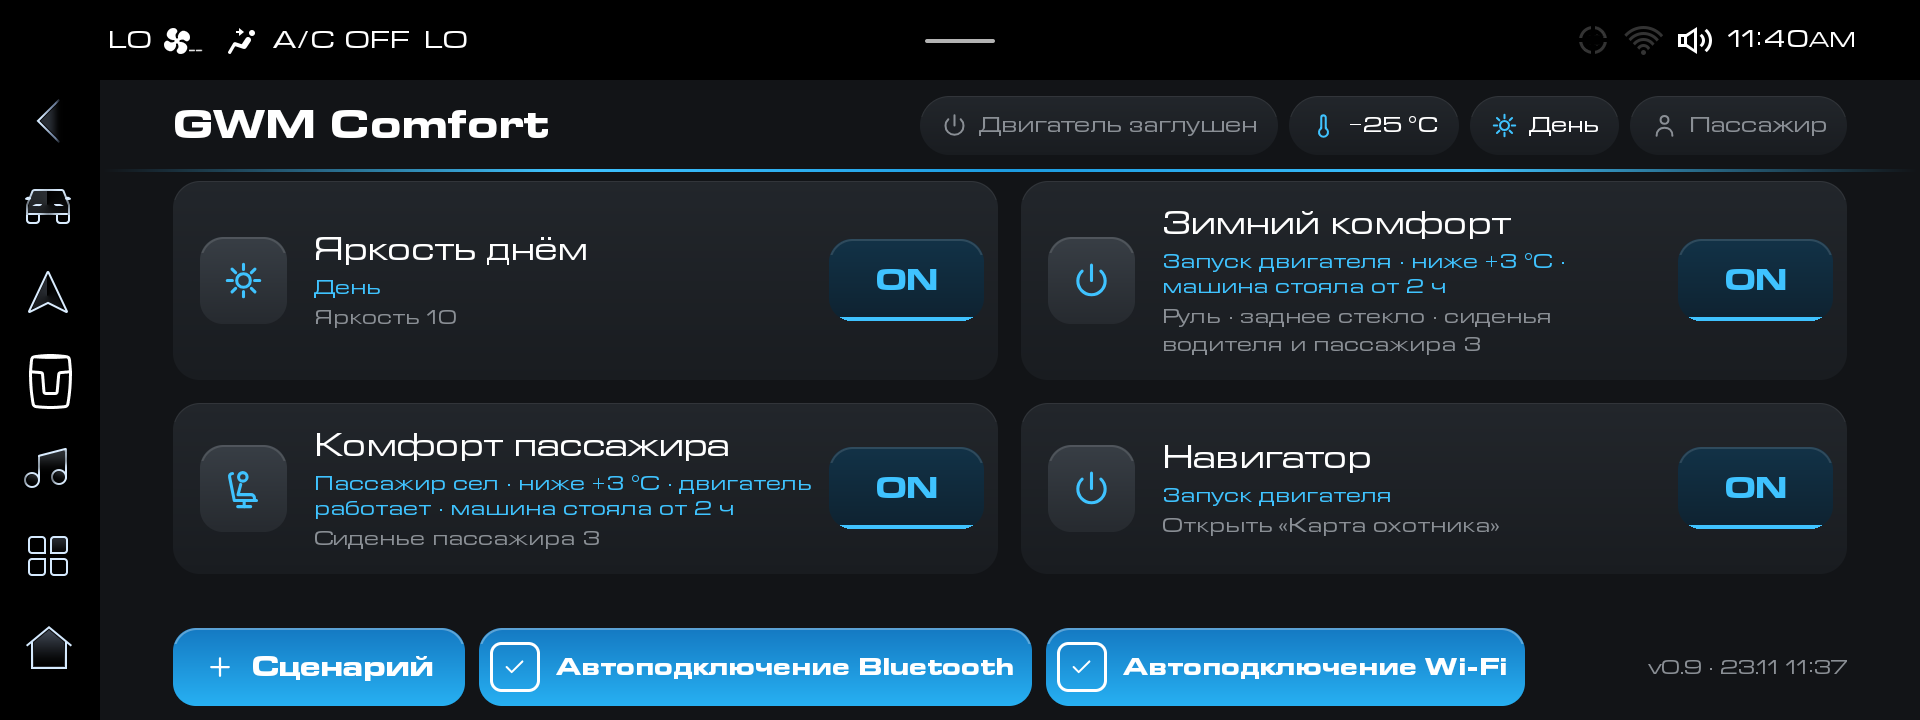 LO -- A/C OFF LO
11:40AM
GWM Comfort
Двигатель заглушен
-25 °C
День
Пассажир
Яркость днём
День
Яркость 10
ON
Зимний комфорт
Запуск двигателя · ниже +3 °C ·
машина стояла от 2 ч
Руль · заднее стекло · сиденья
водителя и пассажира 3
ON
Комфорт пассажира
Пассажир сел · ниже +3 °C · двигатель
работает · машина стояла от 2 ч
Сиденье пассажира 3
ON
Навигатор
Запуск двигателя
Открыть «Карта охотника»
ON
+ Сценарий
Автоподключение Bluetooth
Автоподключение Wi-Fi
v0.9 · 23.11 11:37